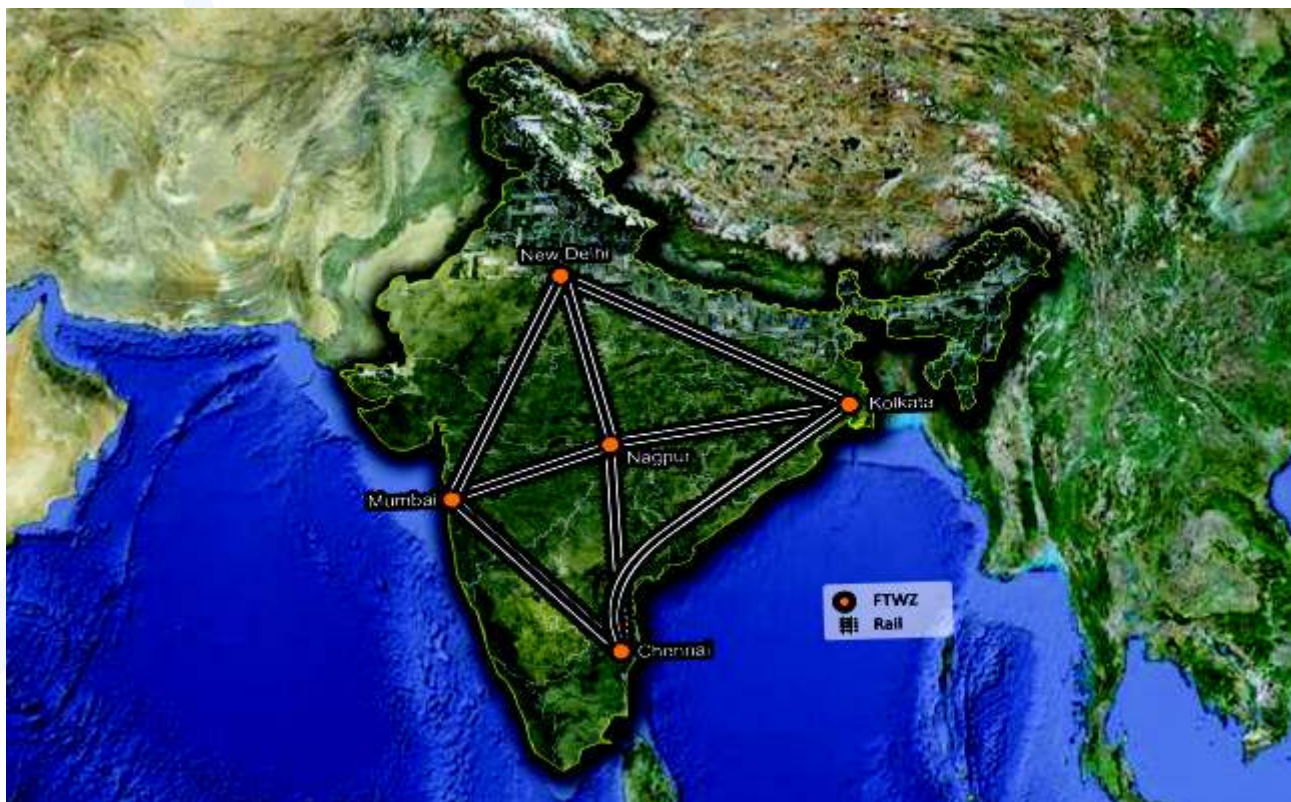 New Delhi
Kolkata
Nagpur
Mumbai
Chennai
FTWZ
Rail